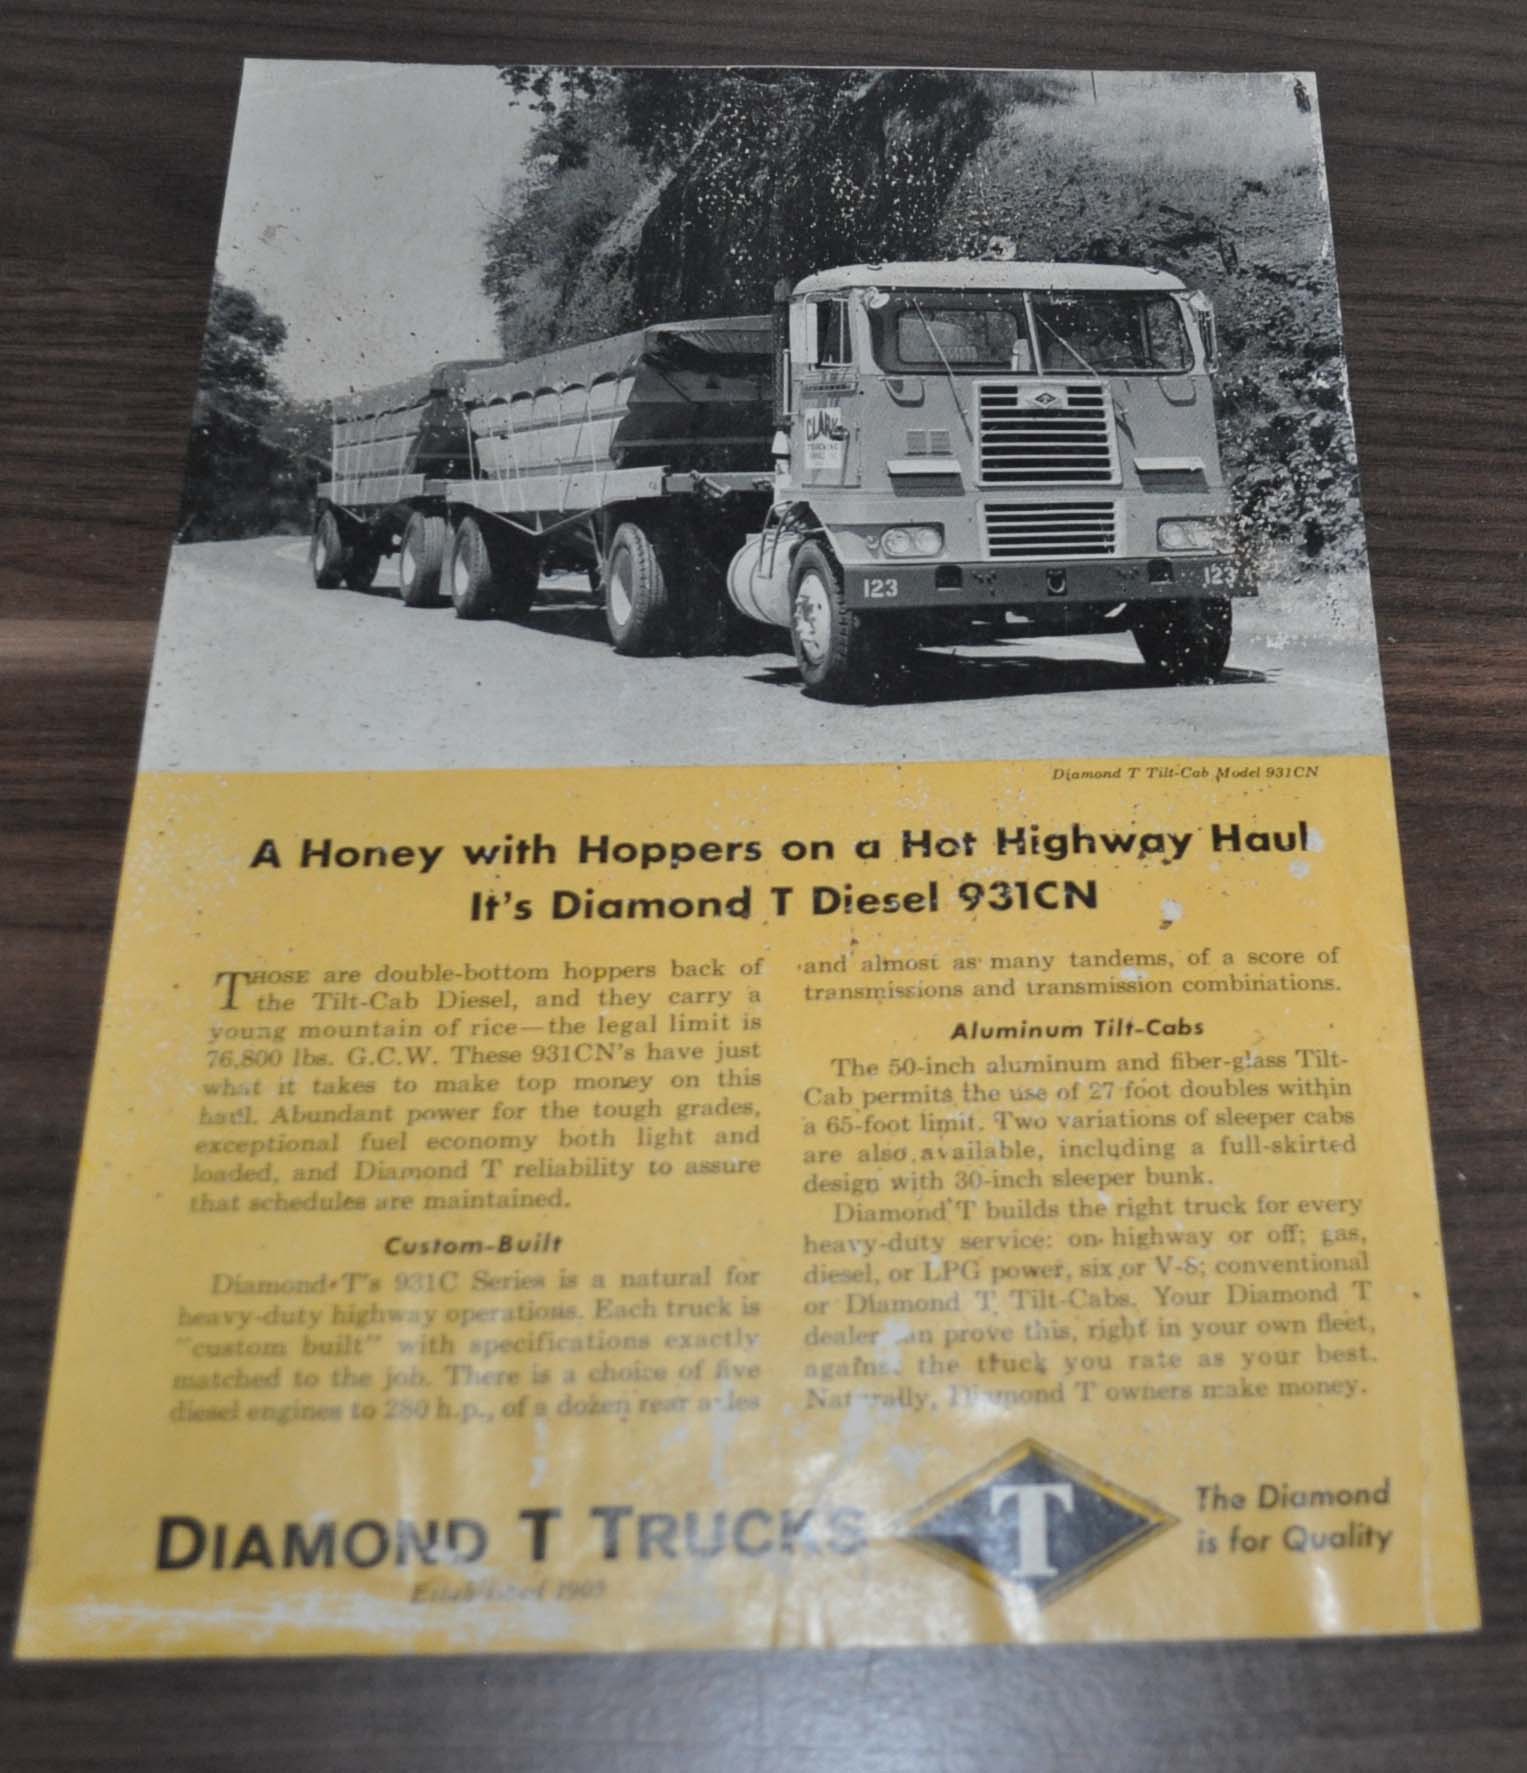 CLARK
TRUCKING
123
123
Diamond T Tilt-Cab Model 931CN
A Honey with Hoppers on a Hot Highway Haul
It's Diamond T Diesel 931CN
THOSE are double-bottom hoppers back of
the Tilt-Cab Diesel, and they carry a
young mountain of rice—the legal limit is
76,800 lbs. G.C.W. These 931CN's have just
what it takes to make top money on this
haul. Abundant power for the tough grades,
exceptional fuel economy both light and
loaded, and Diamond T reliability to assure
that schedules are maintained.
Custom-Built
Diamond T's 931C Series is a natural for
heavy-duty highway operations. Each truck is
"custom built" with specifications exactly
matched to the job. There is a choice of five
diesel engines to 280 h.p., of a dozen rear axles
and almost as many tandems, of a score of
transmissions and transmission combinations.
Aluminum Tilt-Cabs
The 50-inch aluminum and fiber-glass Tilt-
Cab permits the use of 27 foot doubles within
a 65-foot limit. Two variations of sleeper cabs
are also available, including a full-skirted
design with 30-inch sleeper bunk.
Diamond T builds the right truck for every
heavy-duty service: on highway or off; gas,
diesel, or LPG power, six or V-8; conventional
or Diamond T Tilt-Cabs. Your Diamond T
dealer can prove this, right in your own fleet,
against the truck you rate as your best.
Naturally, Diamond T owners make money.
DIAMOND T TRUCKS
Established 1905
T
The Diamond
is for Quality